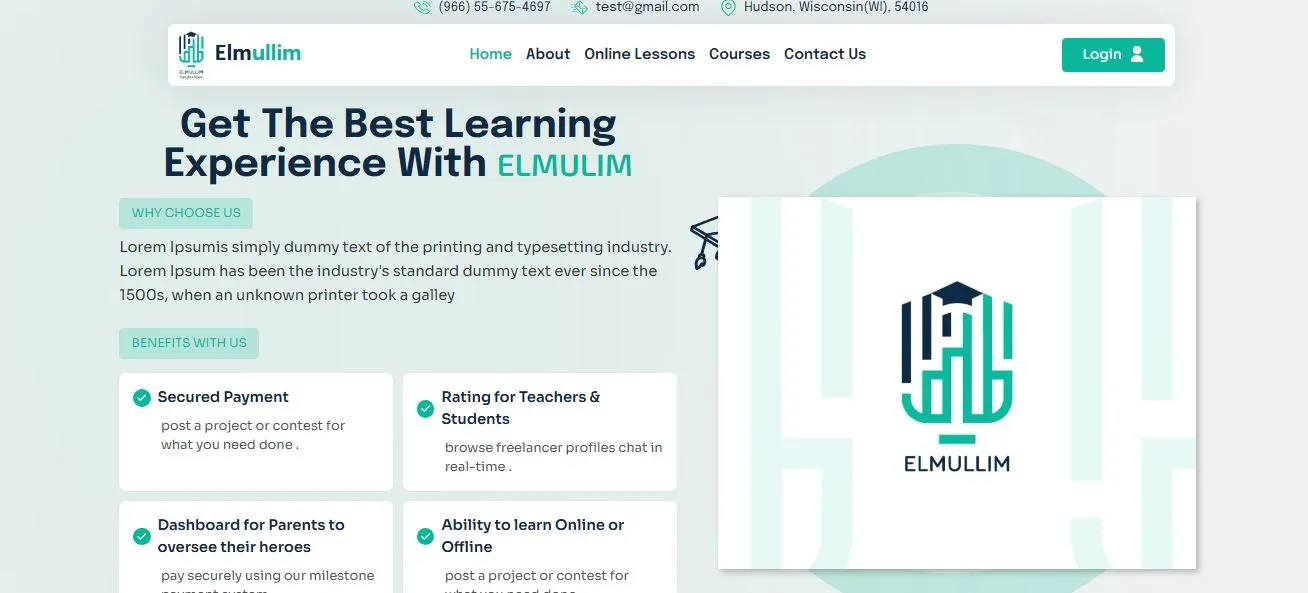 (966) 55-675-4697 test@gmail.com Hudson, Wisconsin(WI), 54016
ELMULLIM
Elmullim
Home About Online Lessons Courses Contact Us
Login
Get The Best Learning
Experience With ELMULIM
WHY CHOOSE US
Lorem Ipsumis simply dummy text of the printing and typesetting industry.
Lorem Ipsum has been the industry's standard dummy text ever since the
1500s, when an unknown printer took a galley
BENEFITS WITH US
Secured Payment
post a project or contest for
what you need done .
Rating for Teachers &
Students
browse freelancer profiles chat in
real-time .
Dashboard for Parents to
oversee their heroes
pay securely using our milestone
Ability to learn Online or
Offline
post a project or contest for
ELMULLIM